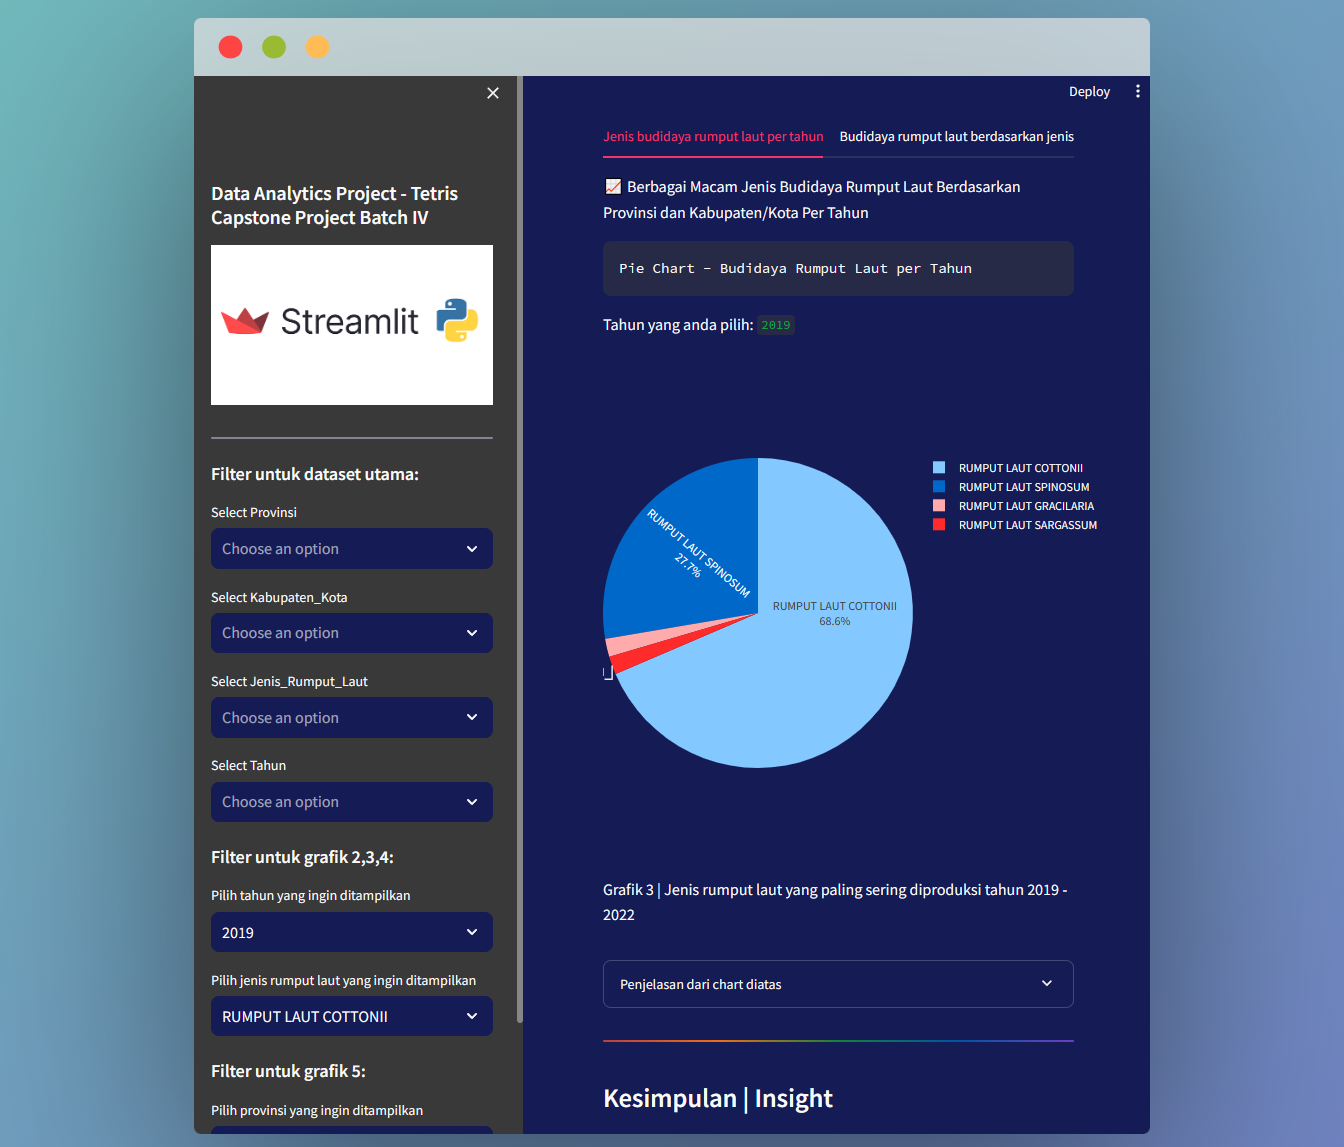 Data Analytics Project - Tetris
Capstone Project Batch IV
Streamlit
Filter untuk dataset utama:
Select Provinsi
Choose an option
Select Kabupaten_Kota
Choose an option
Select Jenis_Rumput_Laut
Choose an option
Select Tahun
Choose an option
Filter untuk grafik 2,3,4:
Pilih tahun yang ingin ditampilkan
2019
Pilih jenis rumput laut yang ingin ditampilkan
RUMPUT LAUT COTTONII
Filter untuk grafik 5:
Pilih provinsi yang ingin ditampilkan
Deploy
Jenis budidaya rumput laut per tahun
Budidaya rumput laut berdasarkan jenis
📈 Berbagai Macam Jenis Budidaya Rumput Laut Berdasarkan
Provinsi dan Kabupaten/Kota Per Tahun
Pie Chart - Budidaya Rumput Laut per Tahun
Tahun yang anda pilih: 2019
RUMPUT LAUT SPINOSUM
27.7%
RUMPUT LAUT COTTONII
68.6%
RUMPUT LAUT COTTONII
RUMPUT LAUT SPINOSUM
RUMPUT LAUT GRACILARIA
RUMPUT LAUT SARGASSUM
Grafik 3 | Jenis rumput laut yang paling sering diproduksi tahun 2019 -
2022
Penjelasan dari chart diatas
Kesimpulan | Insight